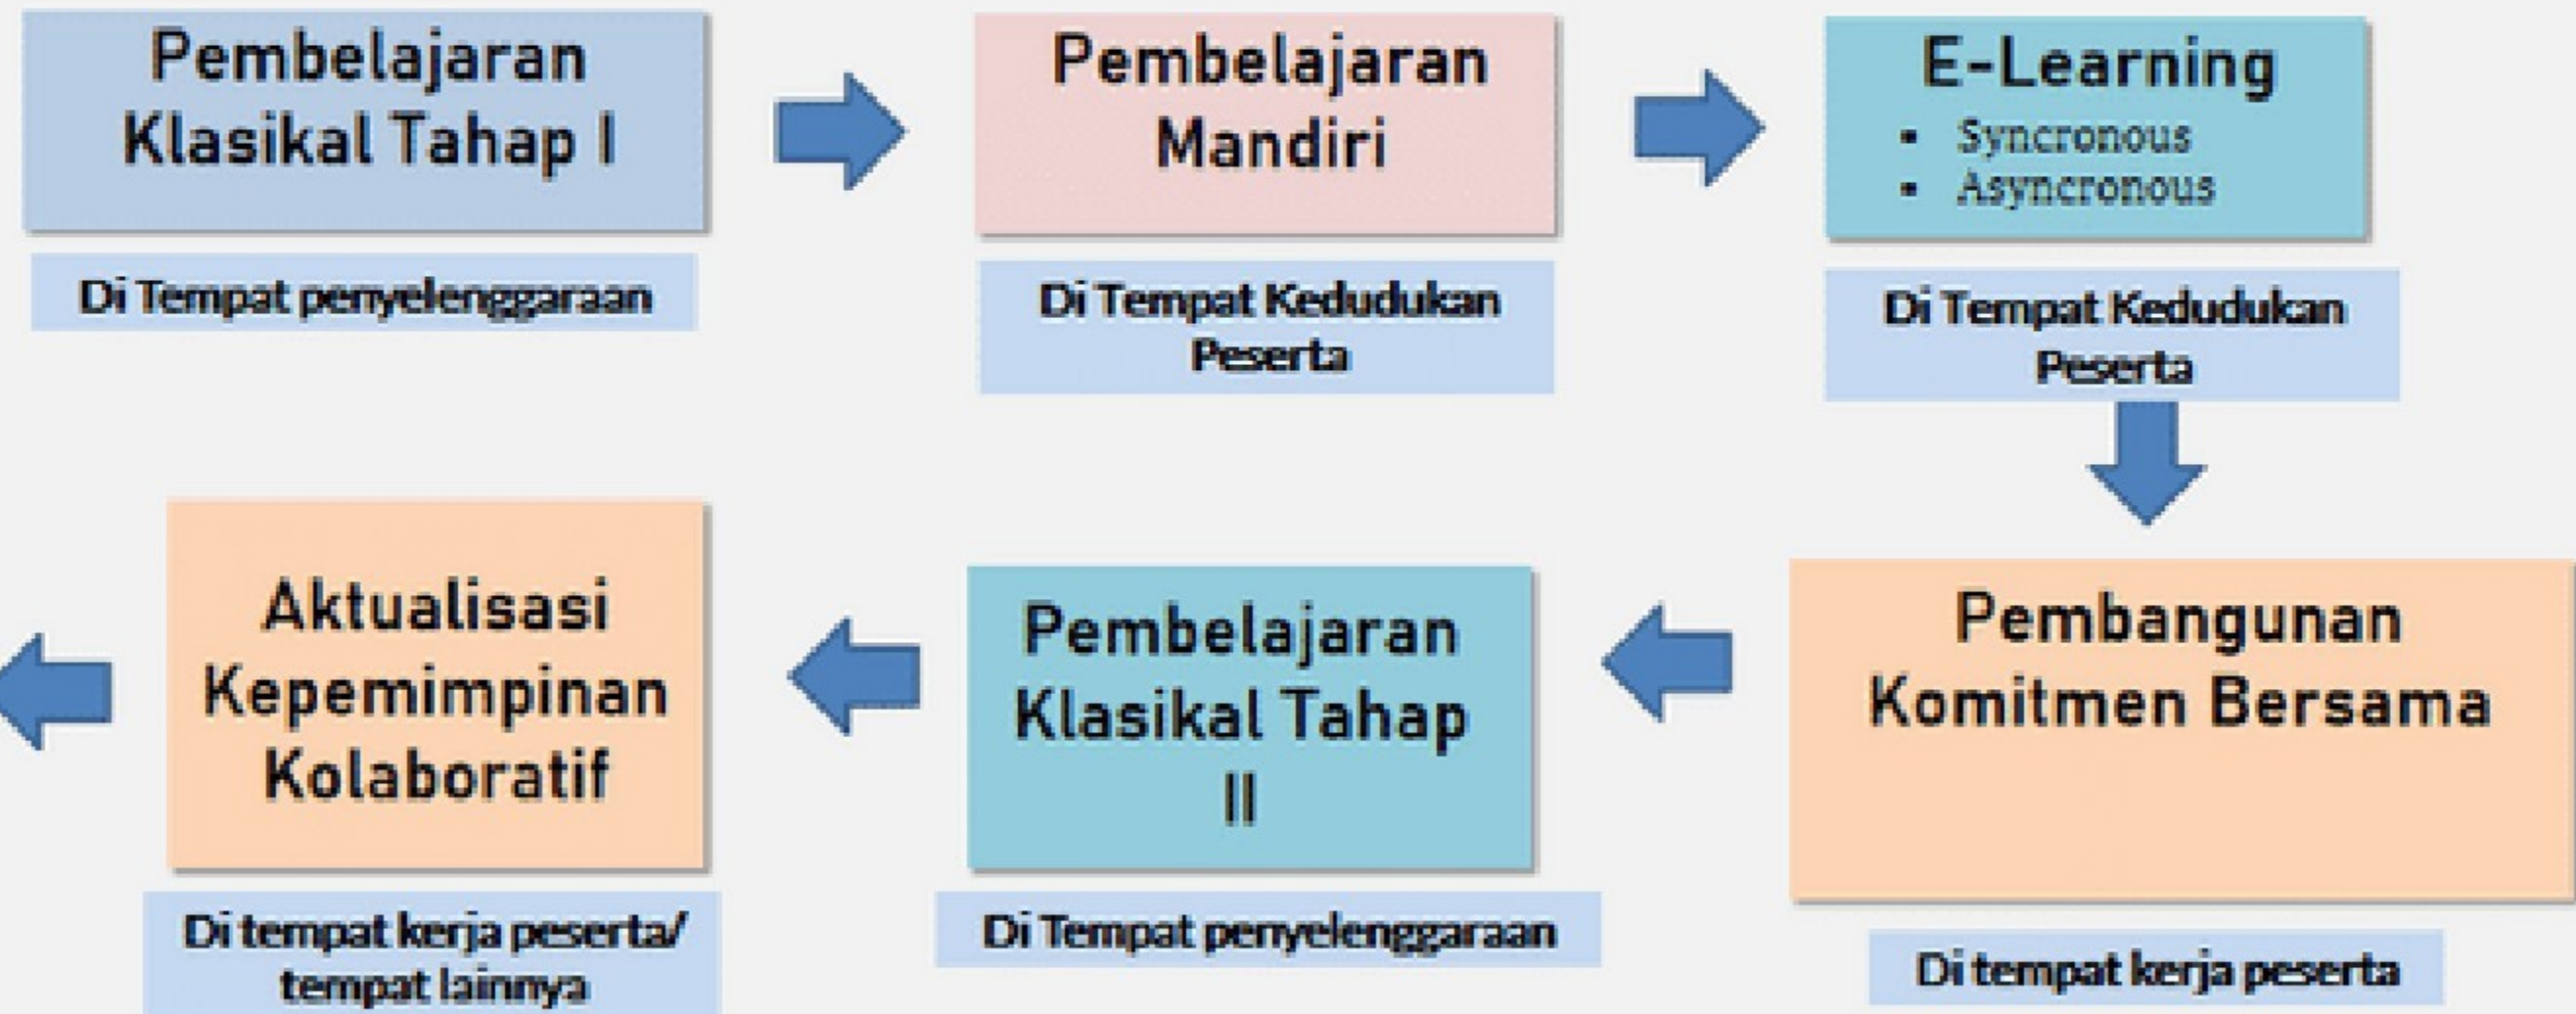 Pembelajaran
Klasikal Tahap I
Di Tempat penyelenggaraan
Pembelajaran
Mandiri
Di Tempat Kedudukan
Peserta
E-Learning
▪ Syncronous
▪ Asyncronous
Di Tempat Kedudukan
Peserta
Pembangunan
Komitmen Bersama
Di tempat kerja peserta
Pembelajaran
Klasikal Tahap
II
Di Tempat penyelenggaraan
Aktualisasi
Kepemimpinan
Kolaboratif
Di tempat kerja peserta/
tempat lainnya